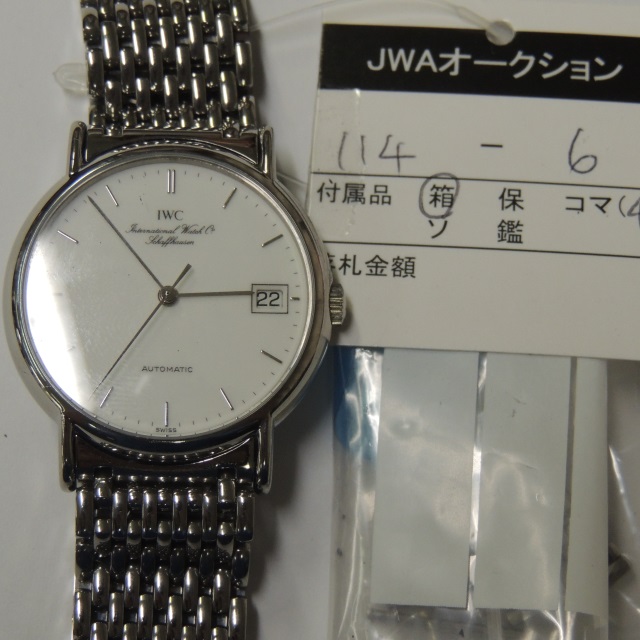 JWAオークション
114 - 6
付属品 箱 保 コマ(4
ソ 鑑
札金額
IWC
International Watch Co
Schaffhausen
22
AUTOMATIC
SWISS